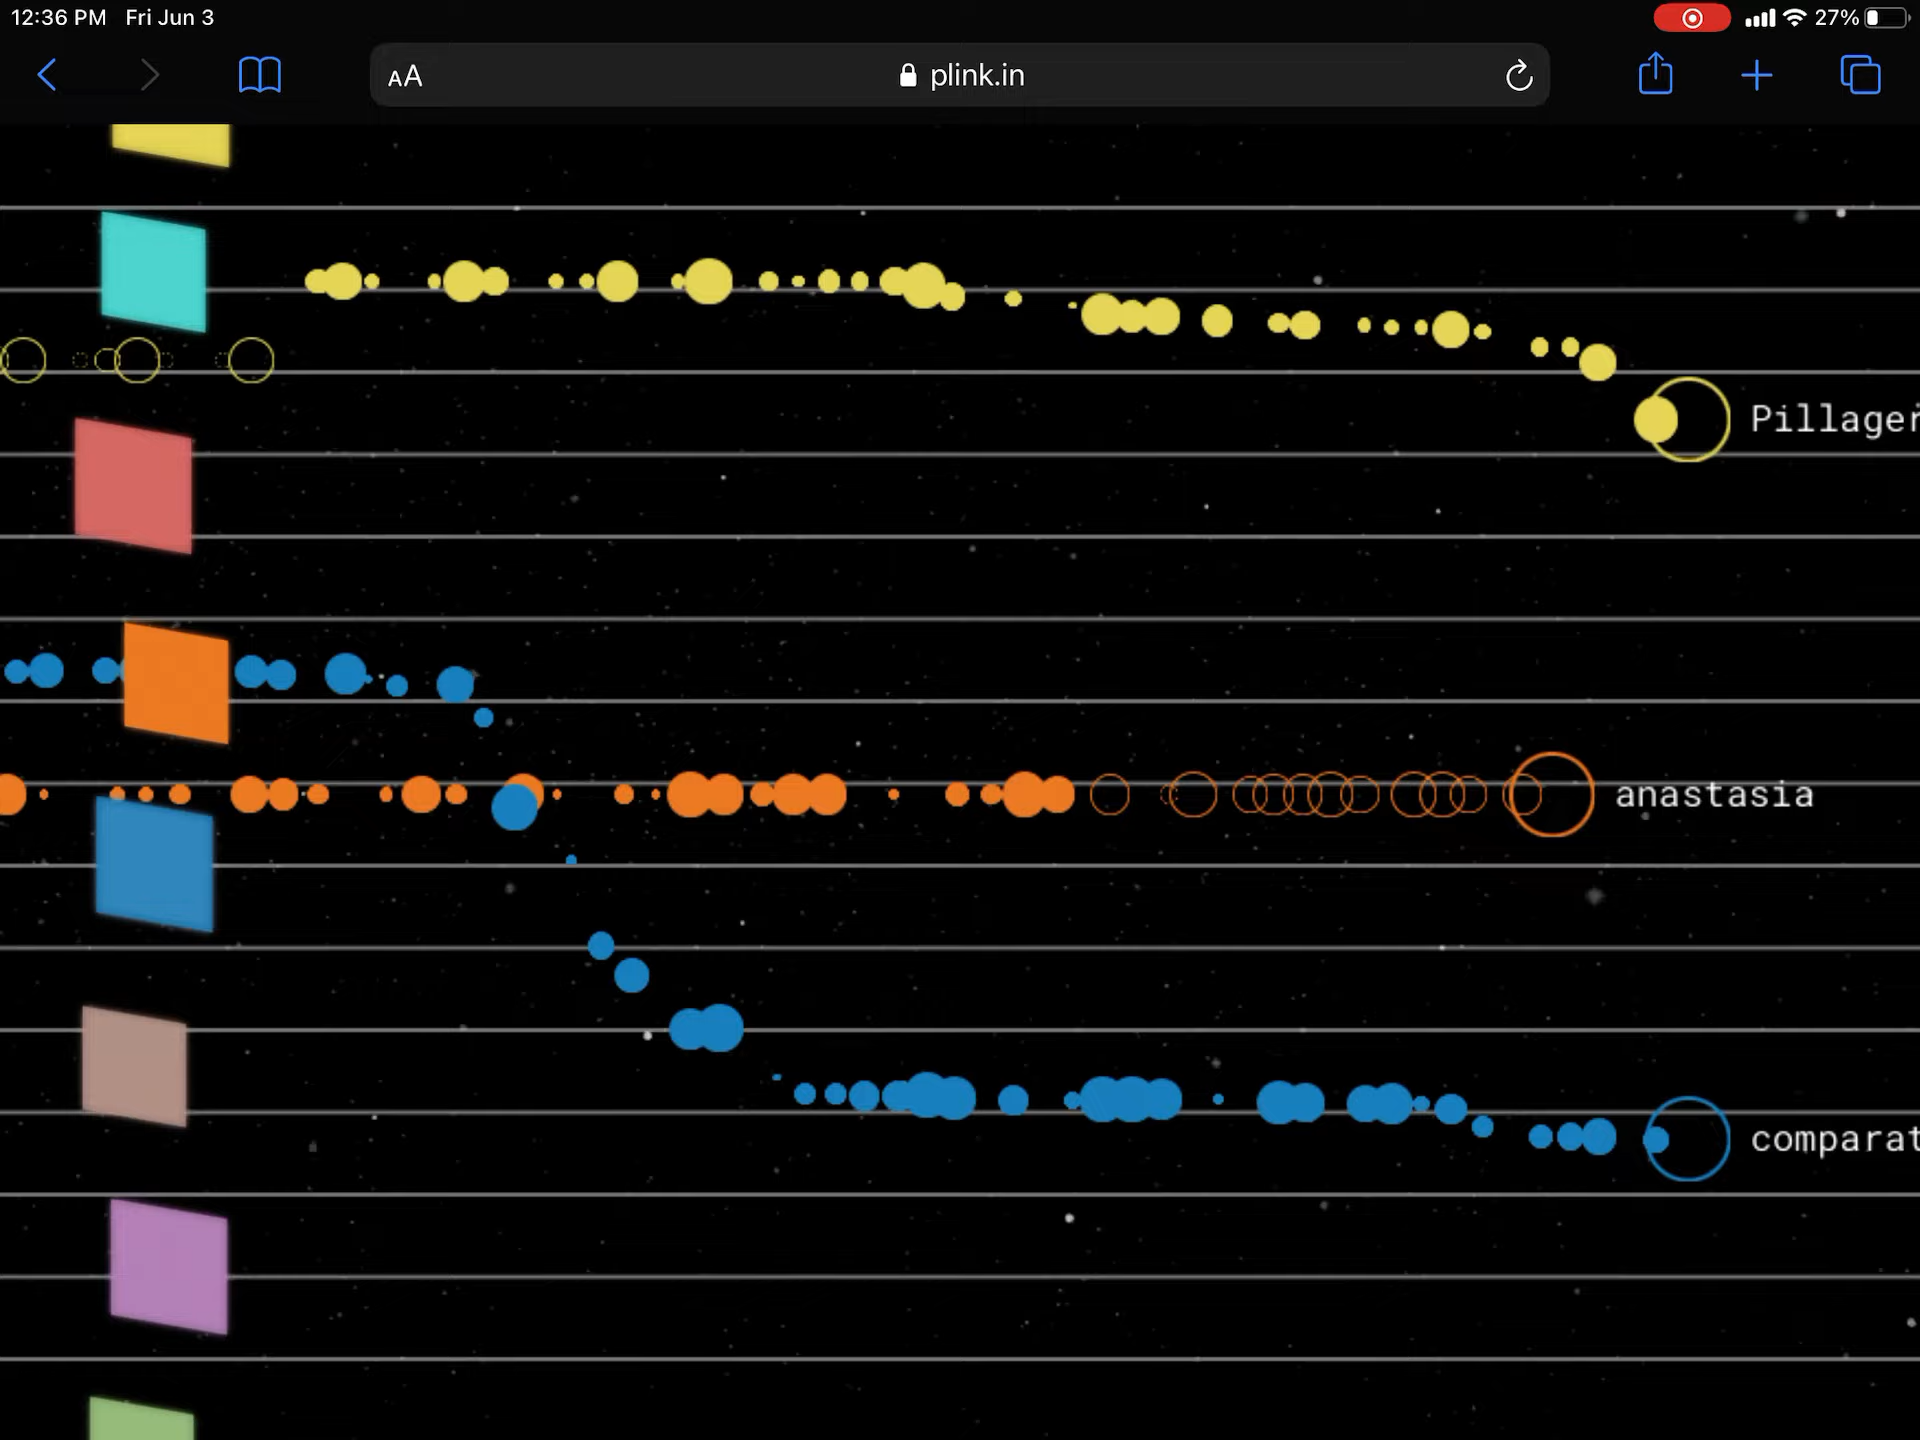 12:36 PM Fri Jun 3
27%
AA
plink.in
Pillager
anastasia
comparat